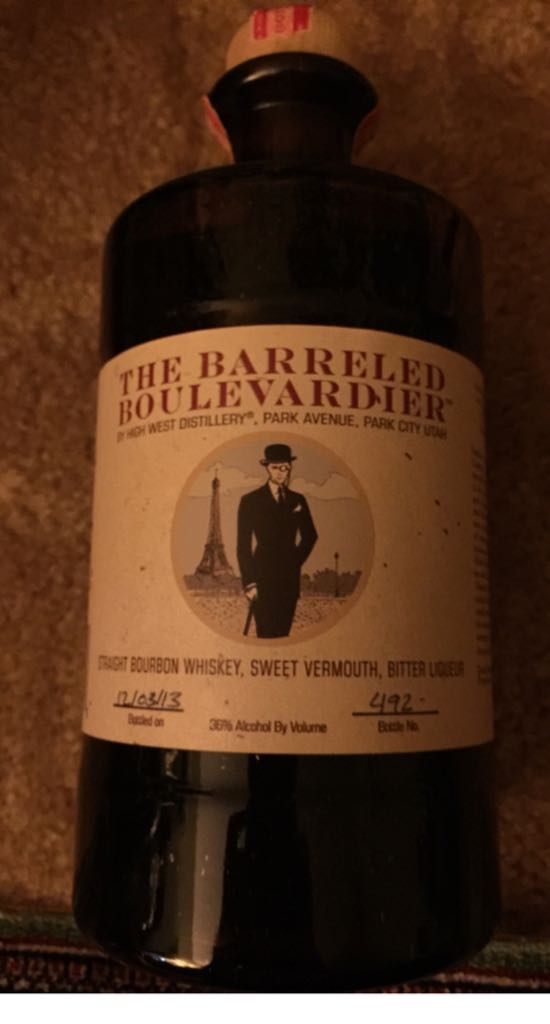 THE BARRELED
BOULEVARDIER™
BY HIGH WEST DISTILLERY®, PARK AVENUE, PARK CITY UTAH
STRAIGHT BOURBON WHISKEY, SWEET VERMOUTH, BITTER LIQUEUR
12/03/13 492
Bottled on 36% Alcohol By Volume Bottle No.